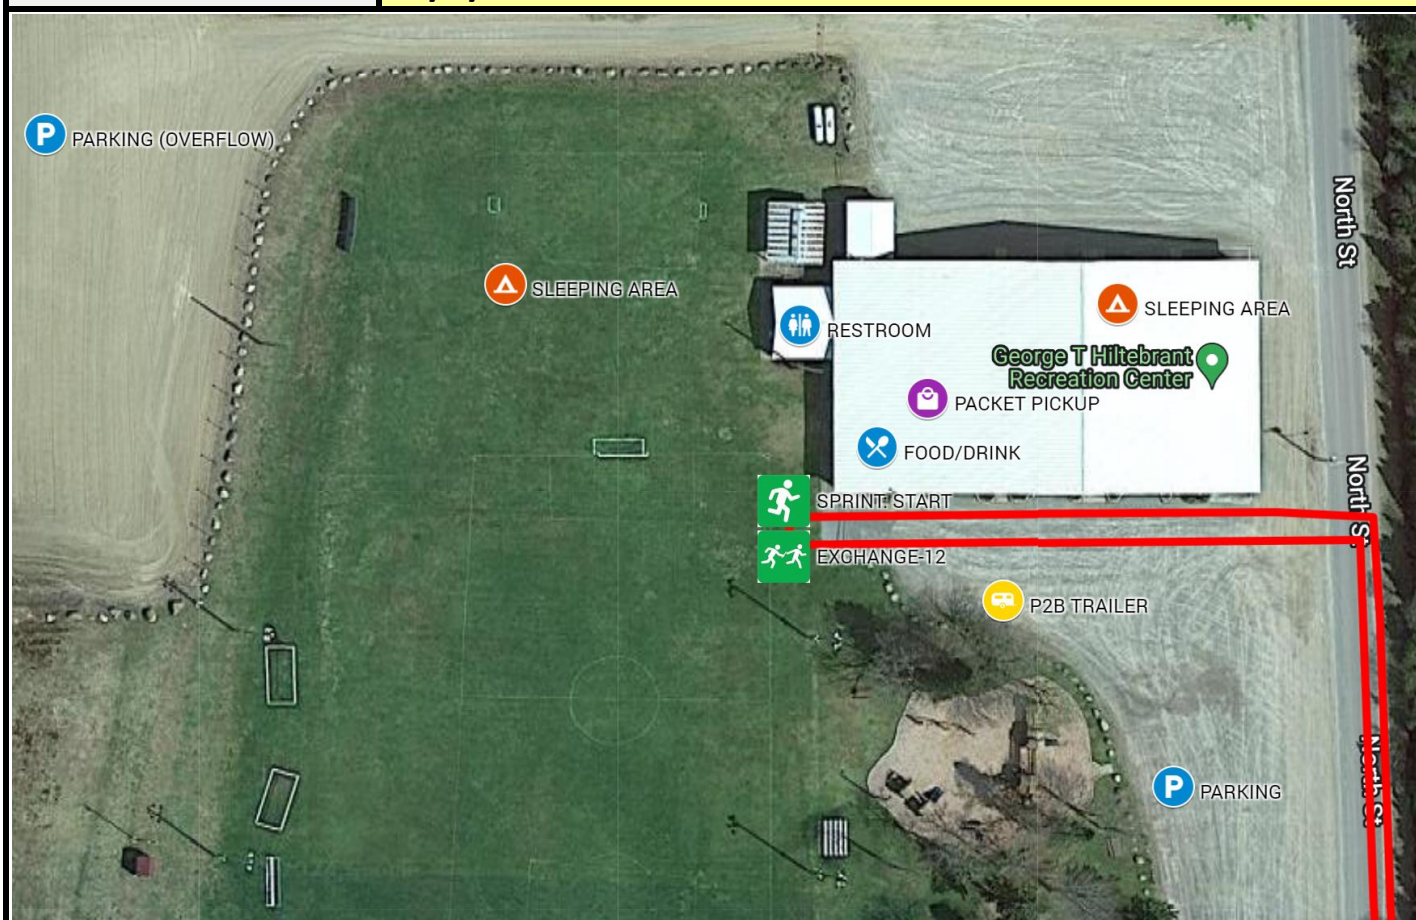 P PARKING (OVERFLOW)
North St
SLEEPING AREA
SLEEPING AREA
RESTROOM
George T Hiltebrant
Recreation Center
PACKET PICKUP
FOOD/DRINK
North St
SPRINT: START
EXCHANGE-12
P2B TRAILER
North St
P PARKING